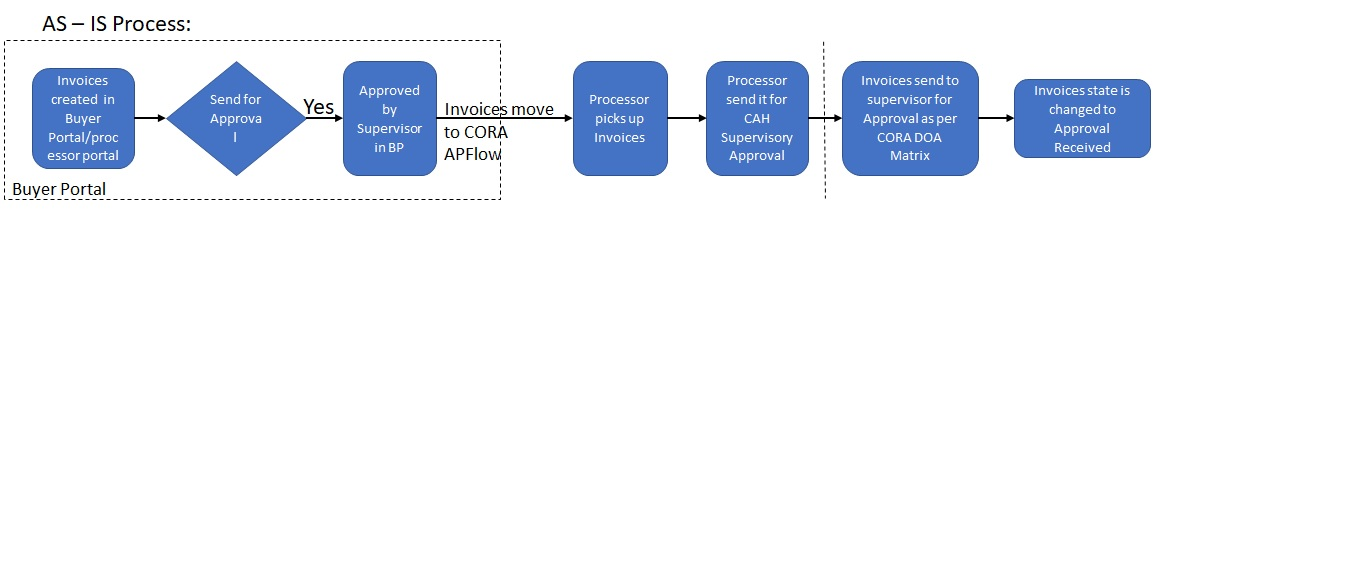 AS – IS Process:
Invoices
created in
Buyer
Portal/proc
essor portal
Send for
Approva
l
Yes
Approved
by
Supervisor
in BP
Invoices move
to CORA
APFlow
Processor
picks up
Invoices
Processor
send it for
CAH
Supervisory
Approval
Invoices send to
supervisor for
Approval as per
CORA DOA
Matrix
Invoices state is
changed to
Approval
Received
Buyer Portal